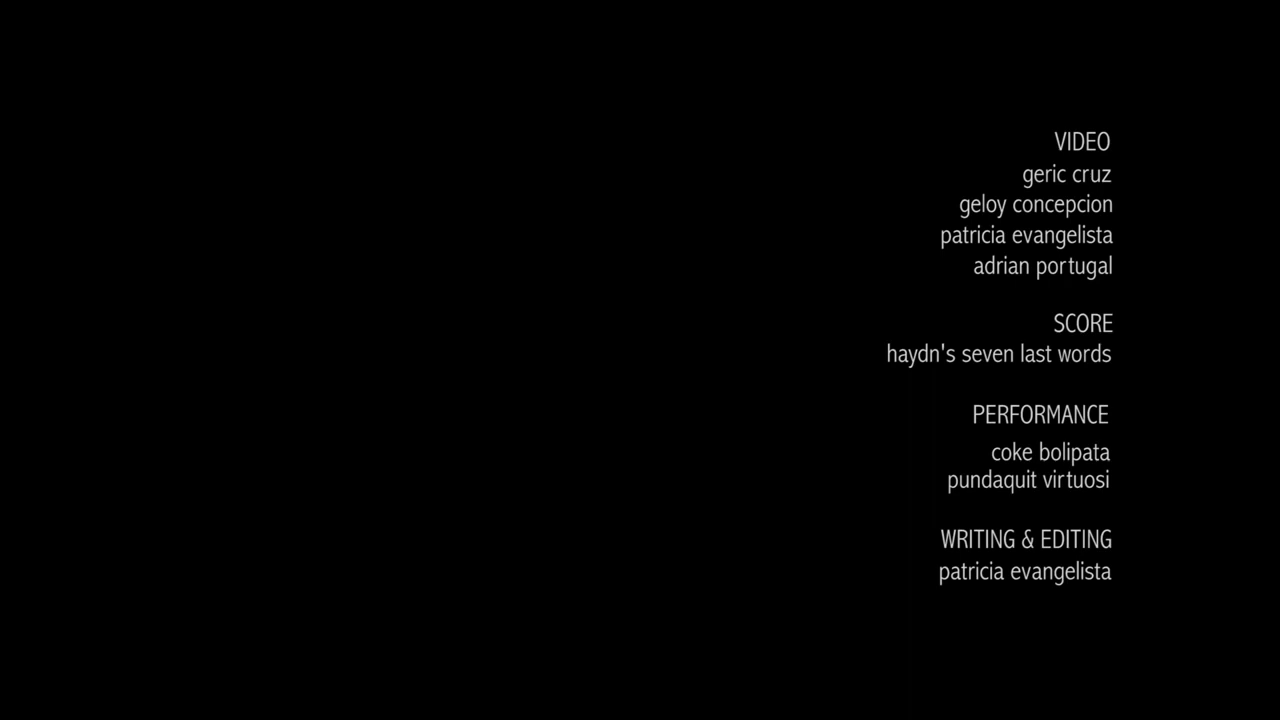 VIDEO
geric cruz
geloy concepcion
patricia evangelista
adrian portugal
SCORE
haydn's seven last words
PERFORMANCE
coke bolipata
pundaquit virtuosi
WRITING & EDITING
patricia evangelista